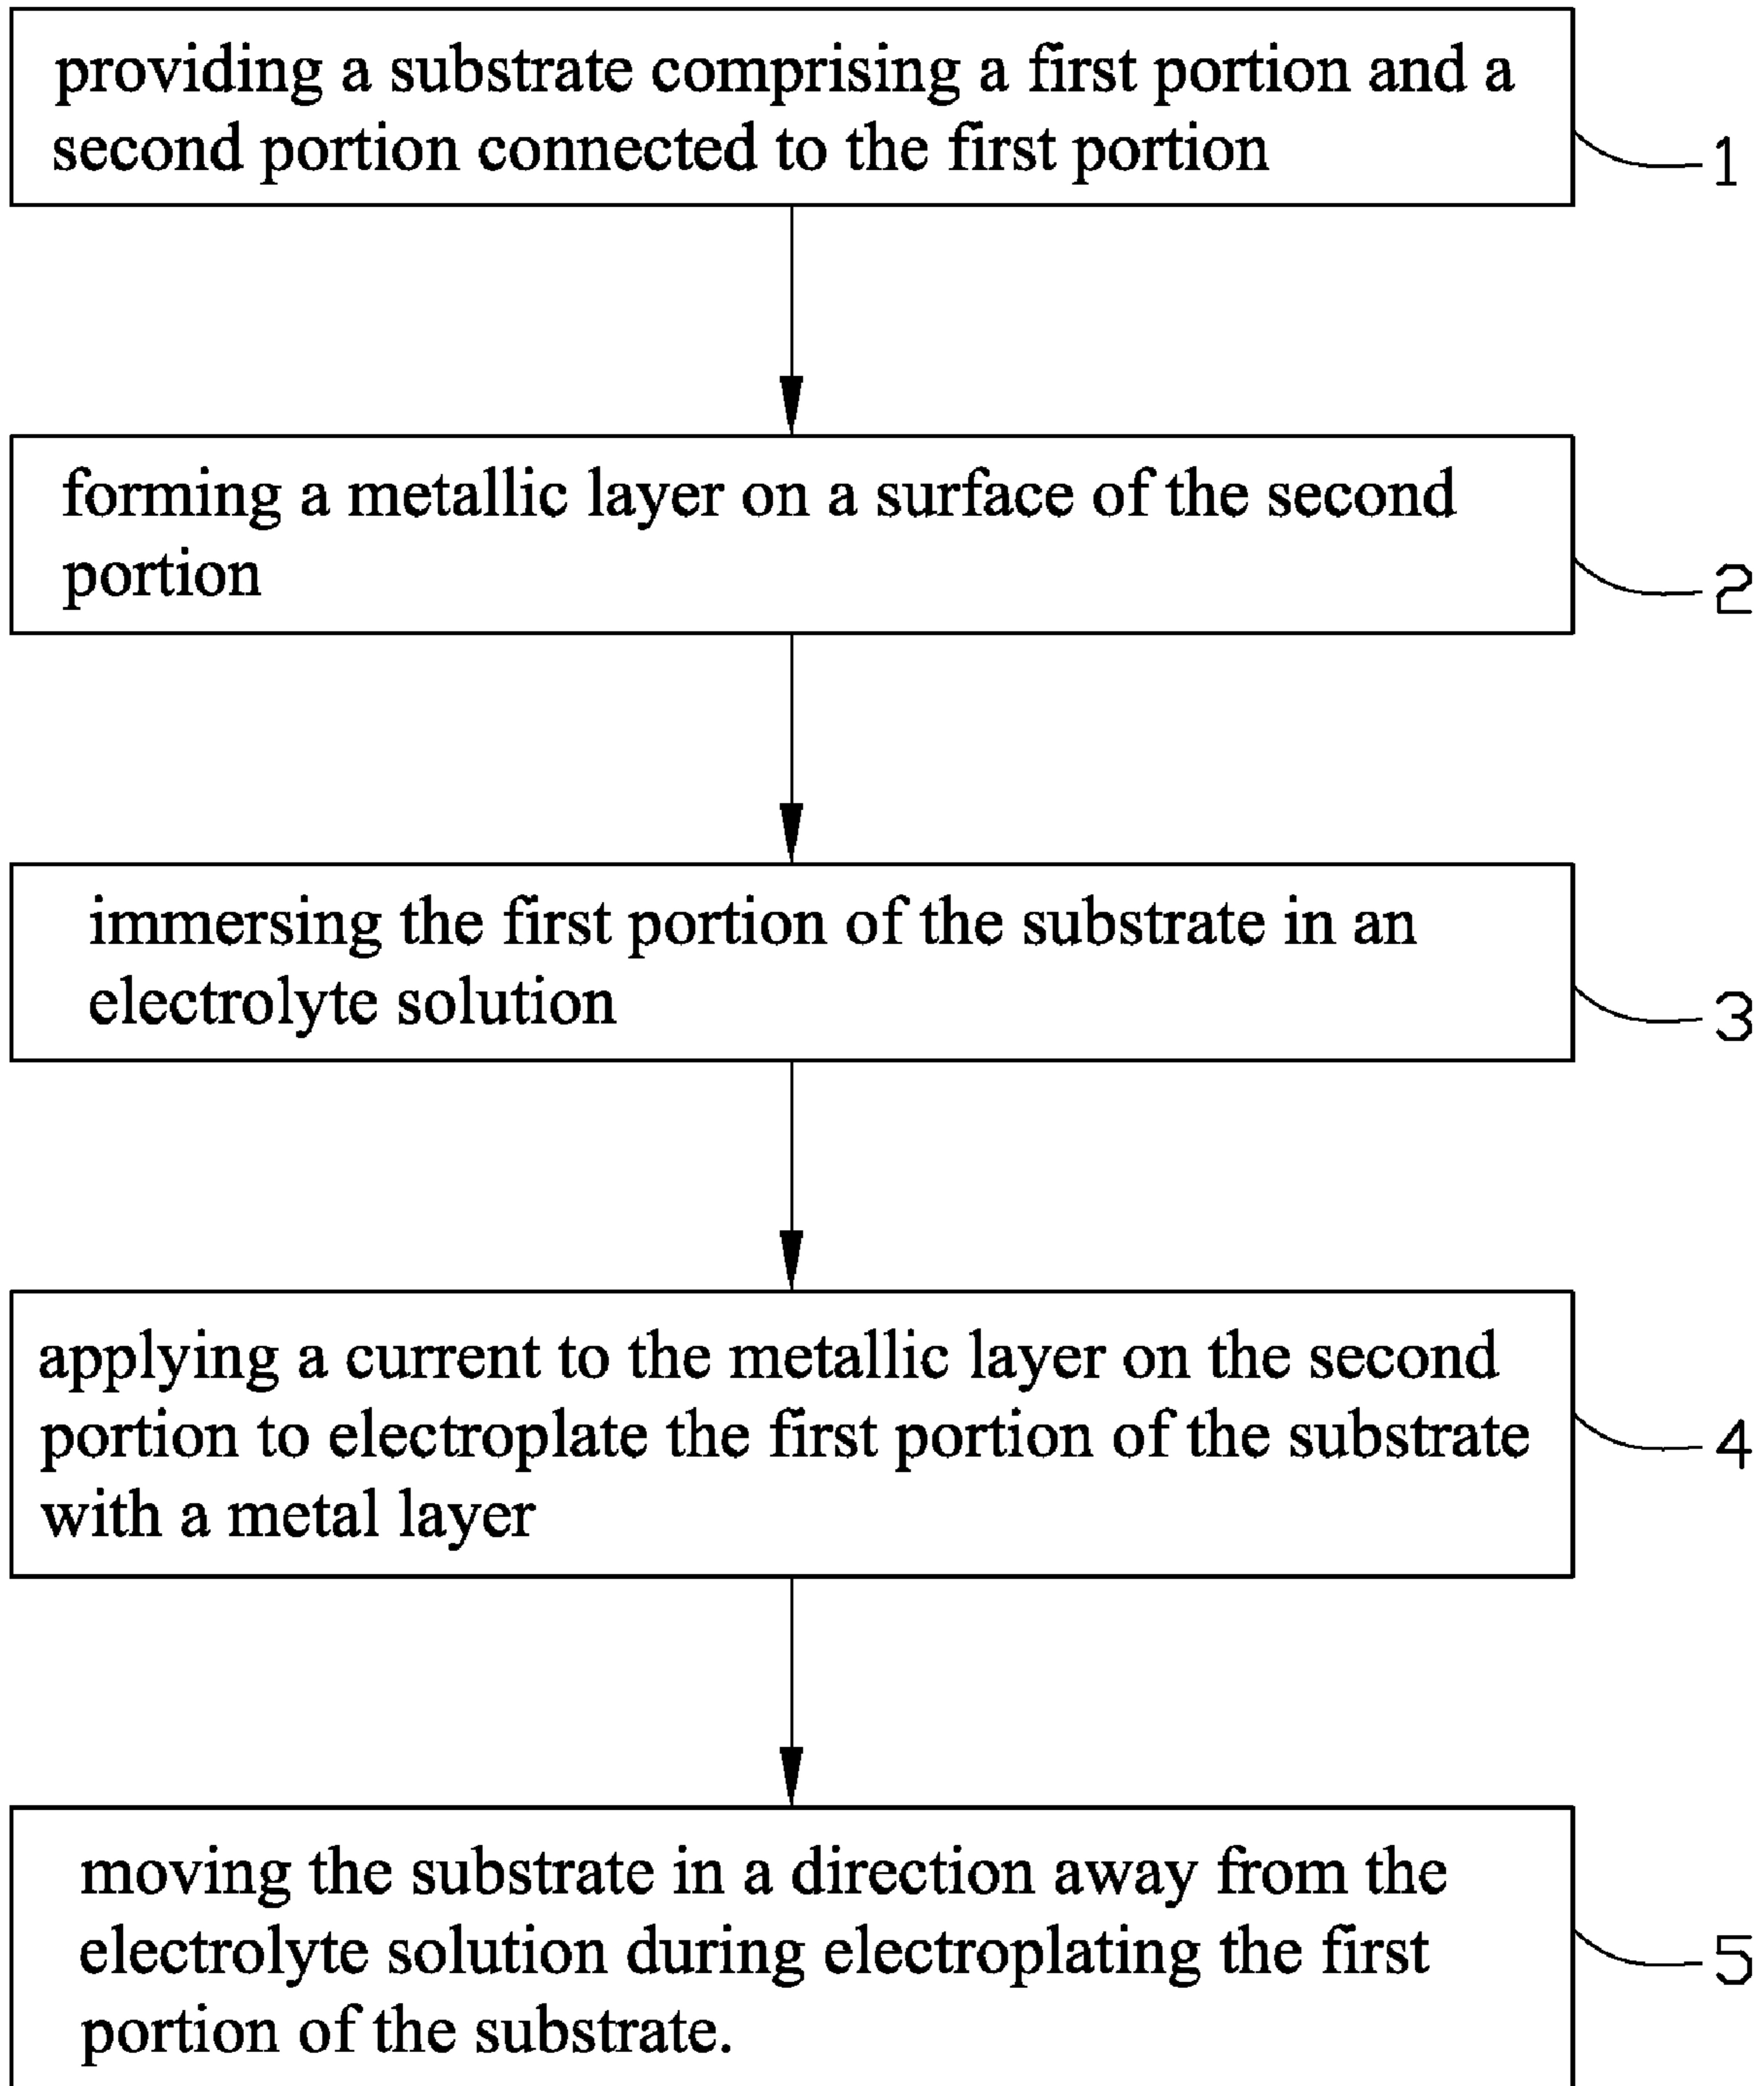 providing a substrate comprising a first portion and a
second portion connected to the first portion
1
forming a metallic layer on a surface of the second
portion
2
immersing the first portion of the substrate in an
electrolyte solution
3
applying a current to the metallic layer on the second
portion to electroplate the first portion of the substrate
with a metal layer
4
moving the substrate in a direction away from the
electrolyte solution during electroplating the first
portion of the substrate.
5